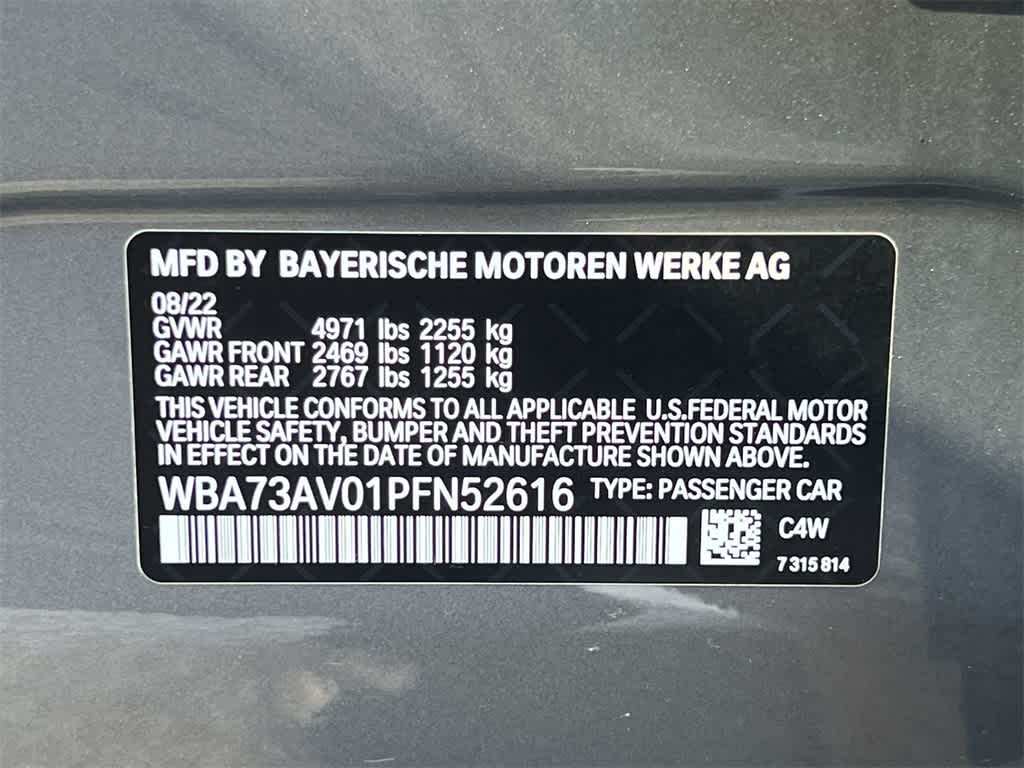 MFD BY BAYERISCHE MOTOREN WERKE AG
08/22
GVWR 4971 lbs 2255 kg
GAWR FRONT 2469 lbs 1120 kg
GAWR REAR 2767 lbs 1255 kg
THIS VEHICLE CONFORMS TO ALL APPLICABLE U.S.FEDERAL MOTOR
VEHICLE SAFETY, BUMPER AND THEFT PREVENTION STANDARDS
IN EFFECT ON THE DATE OF MANUFACTURE SHOWN ABOVE.
WBA73AV01PFN52616 TYPE: PASSENGER CAR
C4W
7 315 814